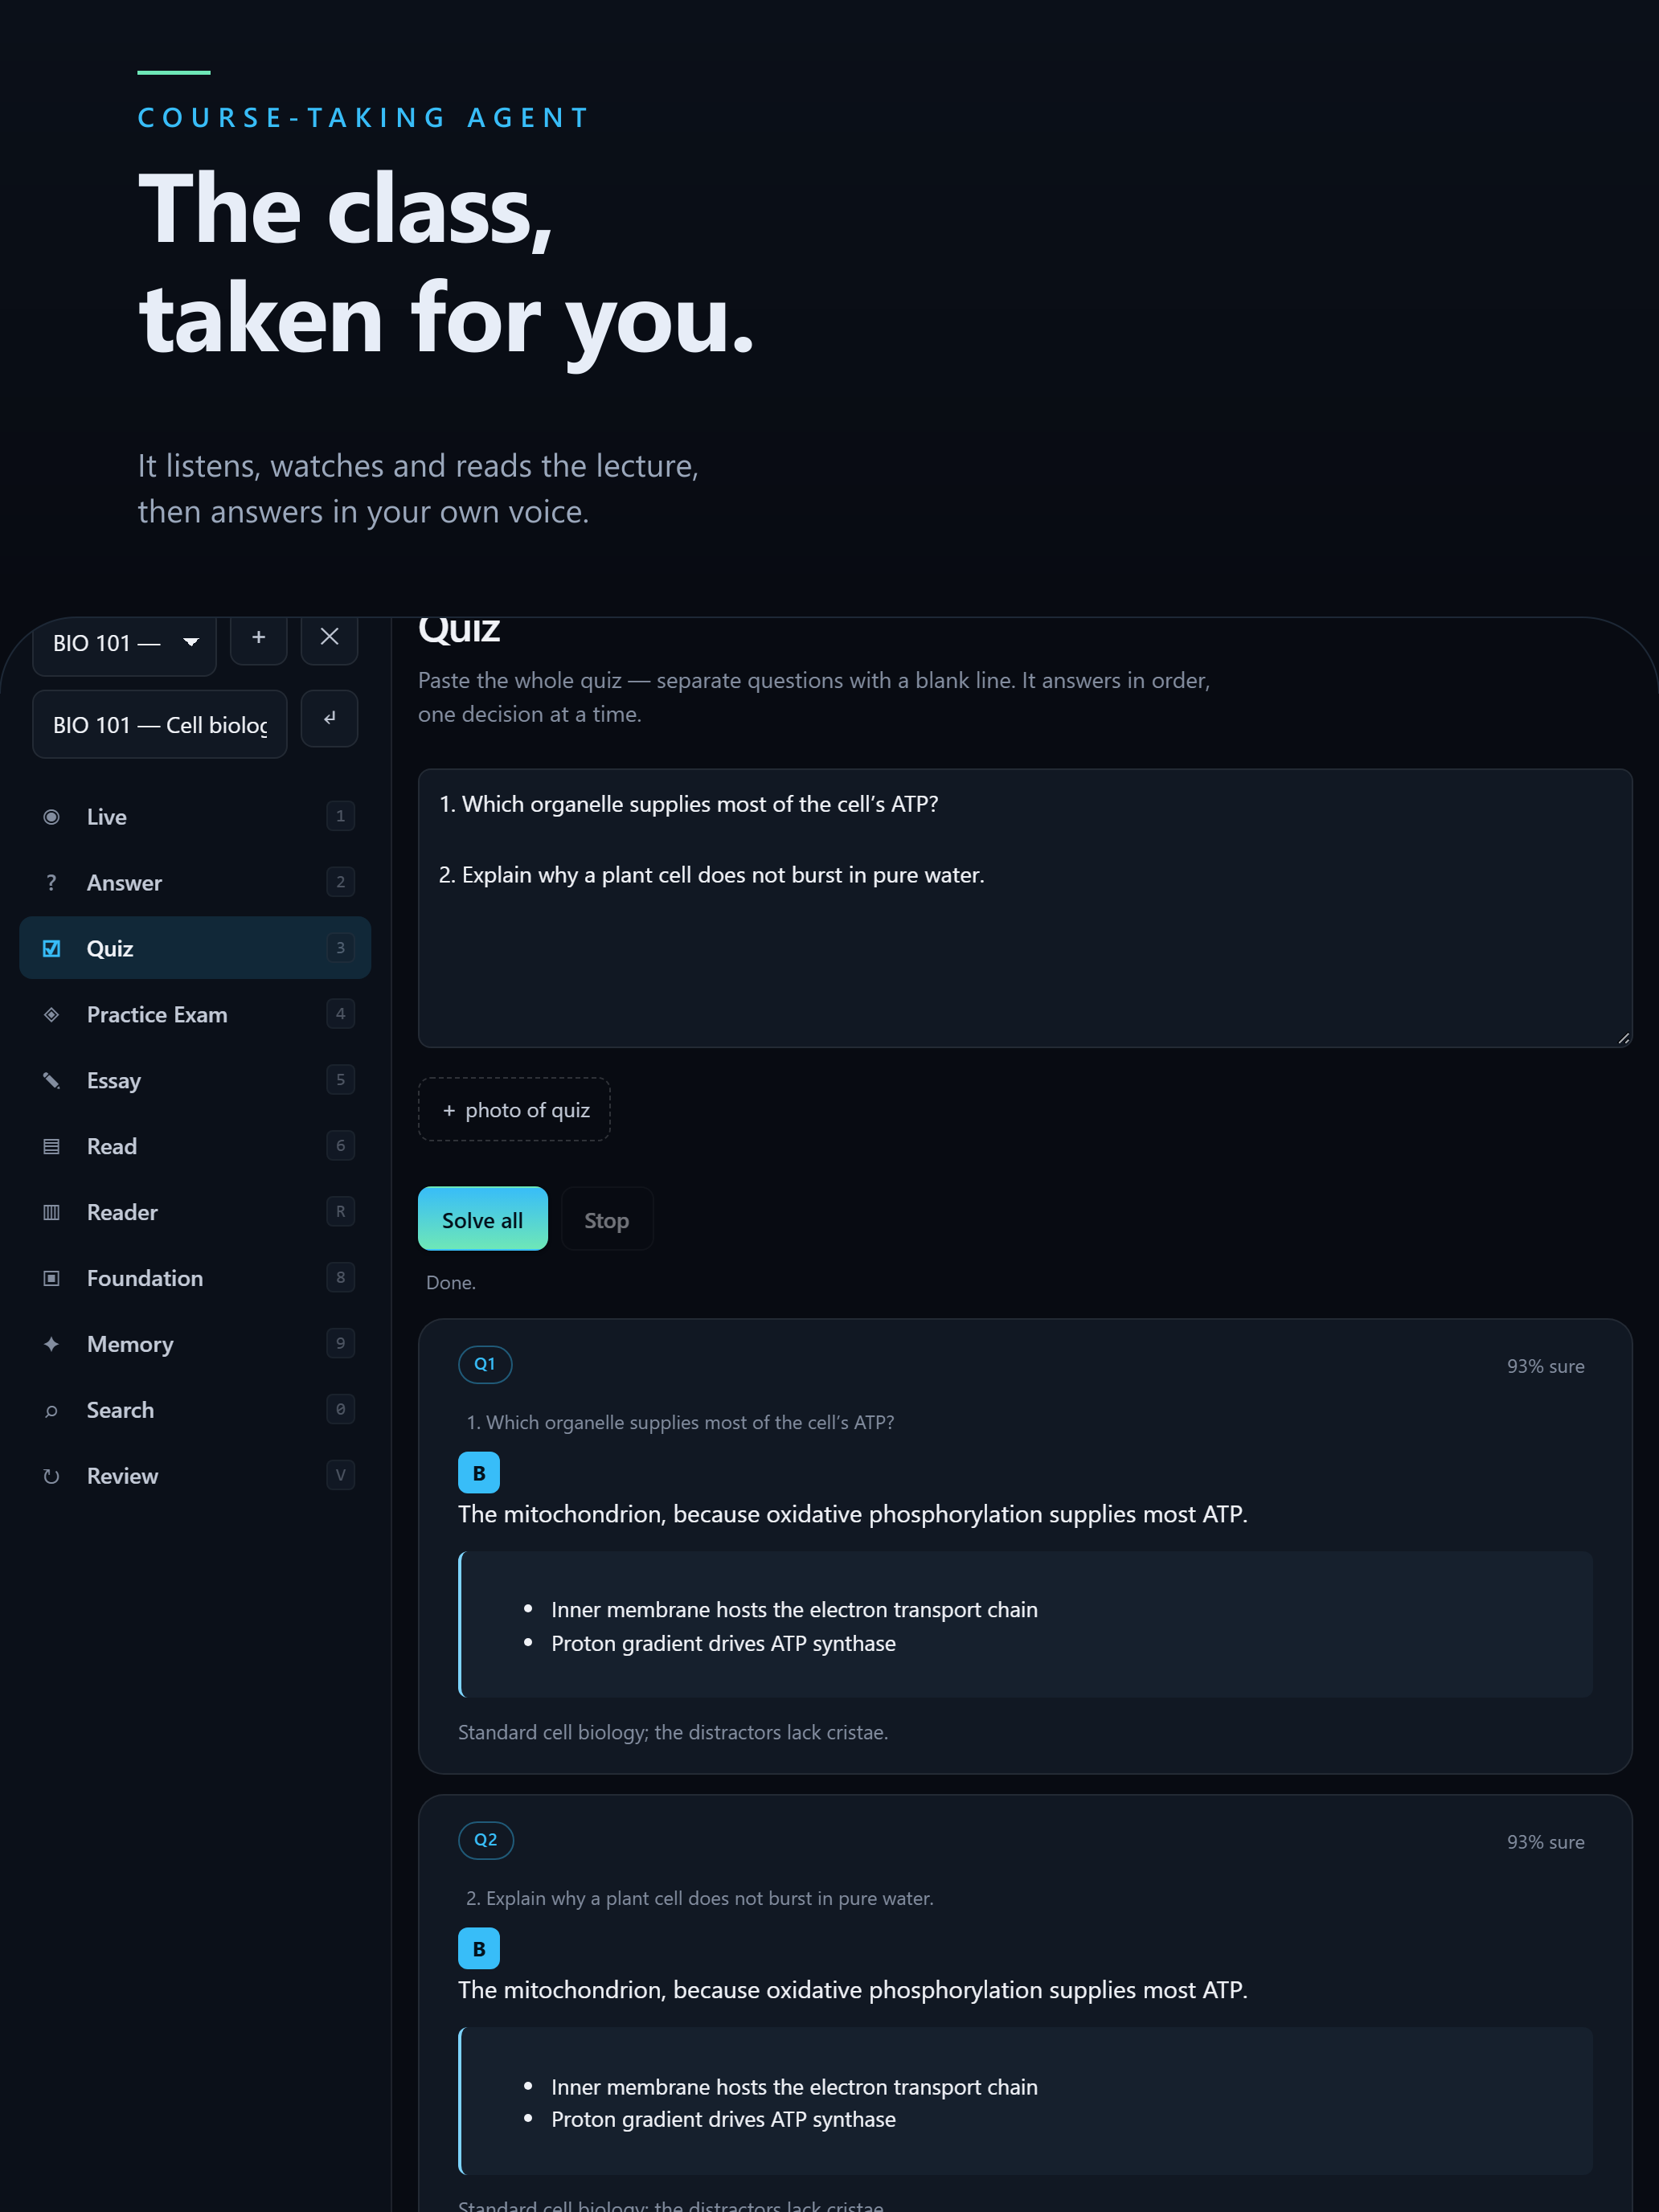 COURSE-TAKING AGENT
The class,
taken for you.
It listens, watches and reads the lecture,
then answers in your own voice.
BIO 101 —
+
BIO 101 — Cell biolog
Live 1
? Answer 2
Quiz 3
Practice Exam 4
Essay 5
Read 6
Reader R
Foundation 8
Memory 9
Search 0
Review V
Quiz
Paste the whole quiz — separate questions with a blank line. It answers in order,
one decision at a time.
1. Which organelle supplies most of the cell’s ATP?
2. Explain why a plant cell does not burst in pure water.
+ photo of quiz
Solve all Stop
Done.
Q1 93% sure
1. Which organelle supplies most of the cell’s ATP?
B
The mitochondrion, because oxidative phosphorylation supplies most ATP.
• Inner membrane hosts the electron transport chain
• Proton gradient drives ATP synthase
Standard cell biology; the distractors lack cristae.
Q2 93% sure
2. Explain why a plant cell does not burst in pure water.
B
The mitochondrion, because oxidative phosphorylation supplies most ATP.
• Inner membrane hosts the electron transport chain
• Proton gradient drives ATP synthase
Standard cell biology; the distractors lack cristae.